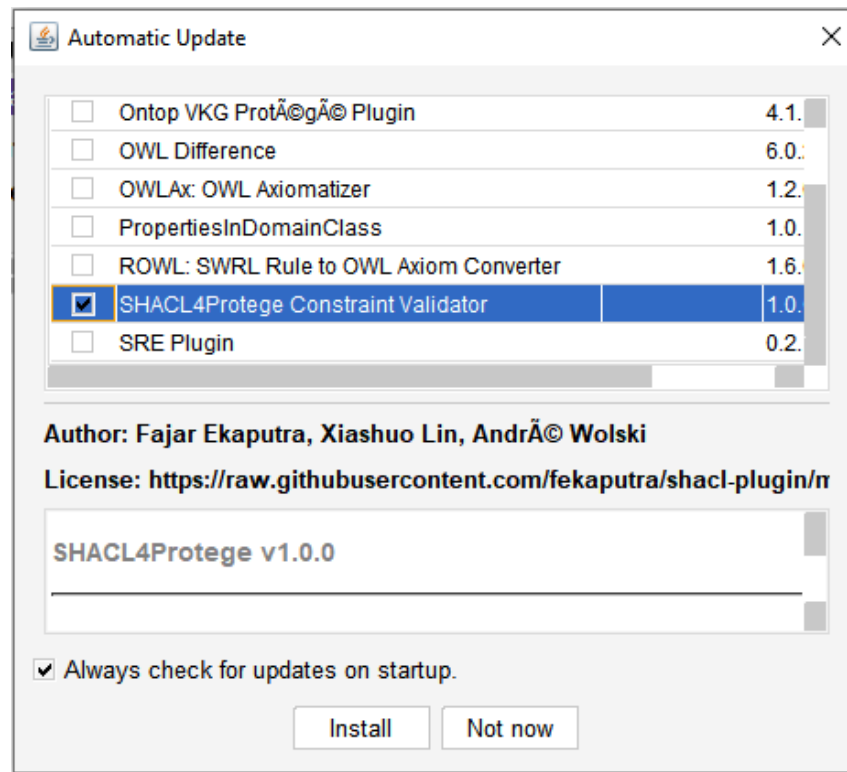 Automatic Update
Ontop VKG ProtÃ©gÃ© Plugin 4.1.
OWL Difference 6.0.
OWLAx: OWL Axiomatizer 1.2.
PropertiesInDomainClass 1.0.
ROWL: SWRL Rule to OWL Axiom Converter 1.6.
SHACL4Protege Constraint Validator 1.0.
SRE Plugin 0.2.
Author: Fajar Ekaputra, Xiashuo Lin, AndrÃ© Wolski
License: https://raw.githubusercontent.com/fekaputra/shacl-plugin/m
SHACL4Protege v1.0.0
Always check for updates on startup.
Install Not now